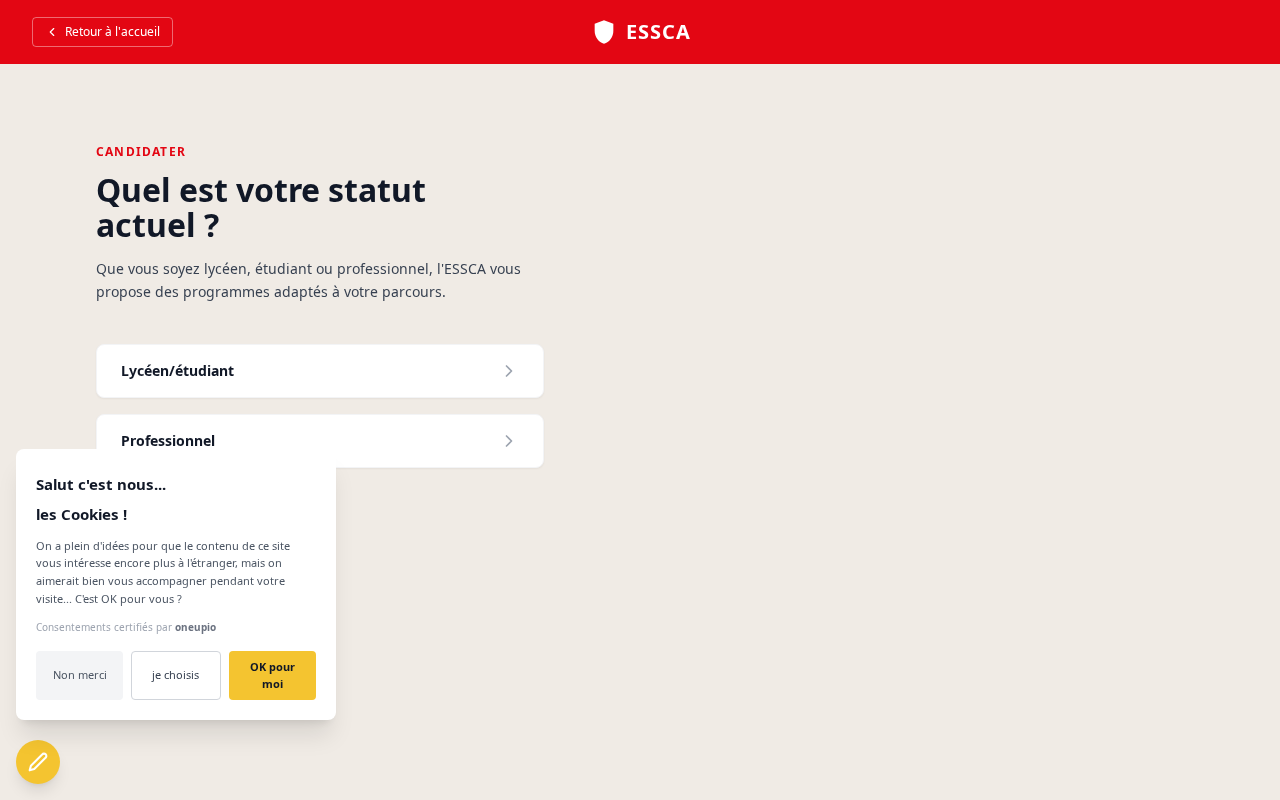 Retour à l'accueil
ESSCA
CANDIDATER
Quel est votre statut
actuel ?
Que vous soyez lycéen, étudiant ou professionnel, l'ESSCA vous
propose des programmes adaptés à votre parcours.
Lycéen/étudiant
Professionnel
Salut c'est nous...
les Cookies !
On a plein d'idées pour que le contenu de ce site
vous intéresse encore plus à l'étranger, mais on
aimerait bien vous accompagner pendant votre
visite... C'est OK pour vous ?
Consentements certifiés par oneupio
Non merci
je choisis
OK pour
moi